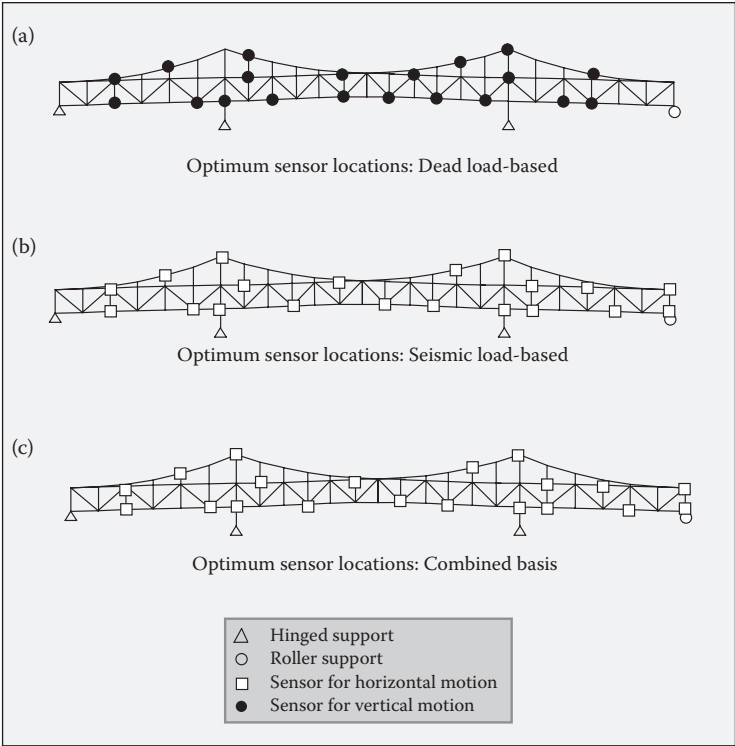 (a)
Optimum sensor locations: Dead load-based
(b)
Optimum sensor locations: Seismic load-based
(c)
Optimum sensor locations: Combined basis
Hinged support
Roller support
Sensor for horizontal motion
Sensor for vertical motion